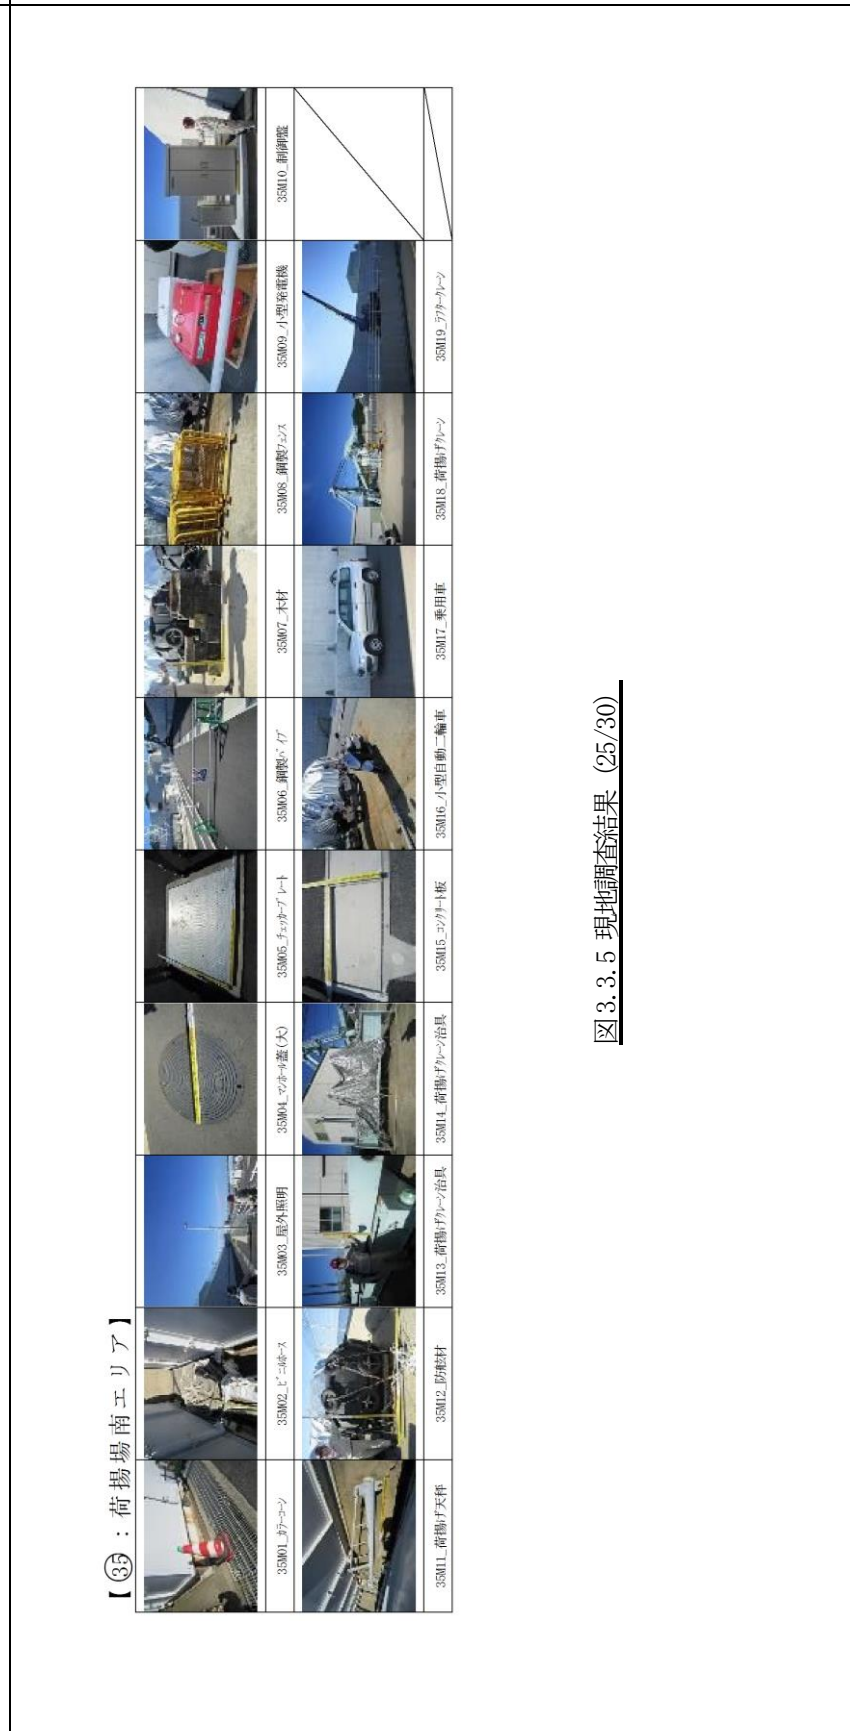 【㉟：荷揚場南エリア】
35M01_ｶﾗｰｺｰﾝ
35M02_ﾋﾞﾆﾙﾎｰｽ
35M03_屋外照明
35M04_ﾏﾝﾎｰﾙ蓋(大)
35M05_ﾁｪｯｶｰﾌﾟﾚｰﾄ
35M06_鋼製ﾊﾟｲﾌﾟ
35M07_木材
35M08_鋼製ﾌｪﾝｽ
35M09_小型発電機
35M10_制御盤
35M11_荷揚げ天秤
35M12_防舷材
35M13_荷揚げｸﾚｰﾝ治具
35M14_荷揚げｸﾚｰﾝ治具
35M15_ｺﾝｸﾘｰﾄ板
35M16_小型自動二輪車
35M17_乗用車
35M18_荷揚げｸﾚｰﾝ
35M19_ﾗﾌﾀｰｸﾚｰﾝ
図3.3.5 現地調査結果 (25/30)